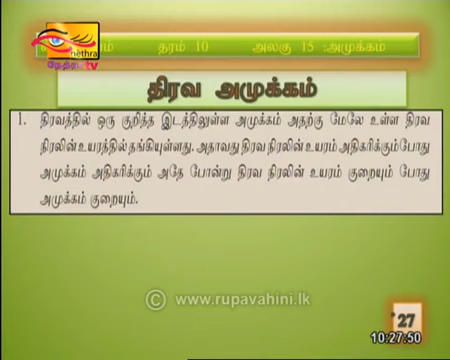 nethra
நேத்ரா tv
தரம் 10 அலகு 15 :அமுக்கம்
திரவ அமுக்கம்
1. திரவத்தில் ஒரு குறித்த இடத்திலுள்ள அமுக்கம் அதற்கு மேலே உள்ள திரவ
நிரலின் உயரத்தில் தங்கியுள்ளது. அதாவது திரவ நிரலின் உயரம் அதிகரிக்கும்போது
அமுக்கம் அதிகரிக்கும் அதே போன்று திரவ நிரலின் உயரம் குறையும் போது
அமுக்கம் குறையும்.
© www.rupavahini.lk
27
10:27:50